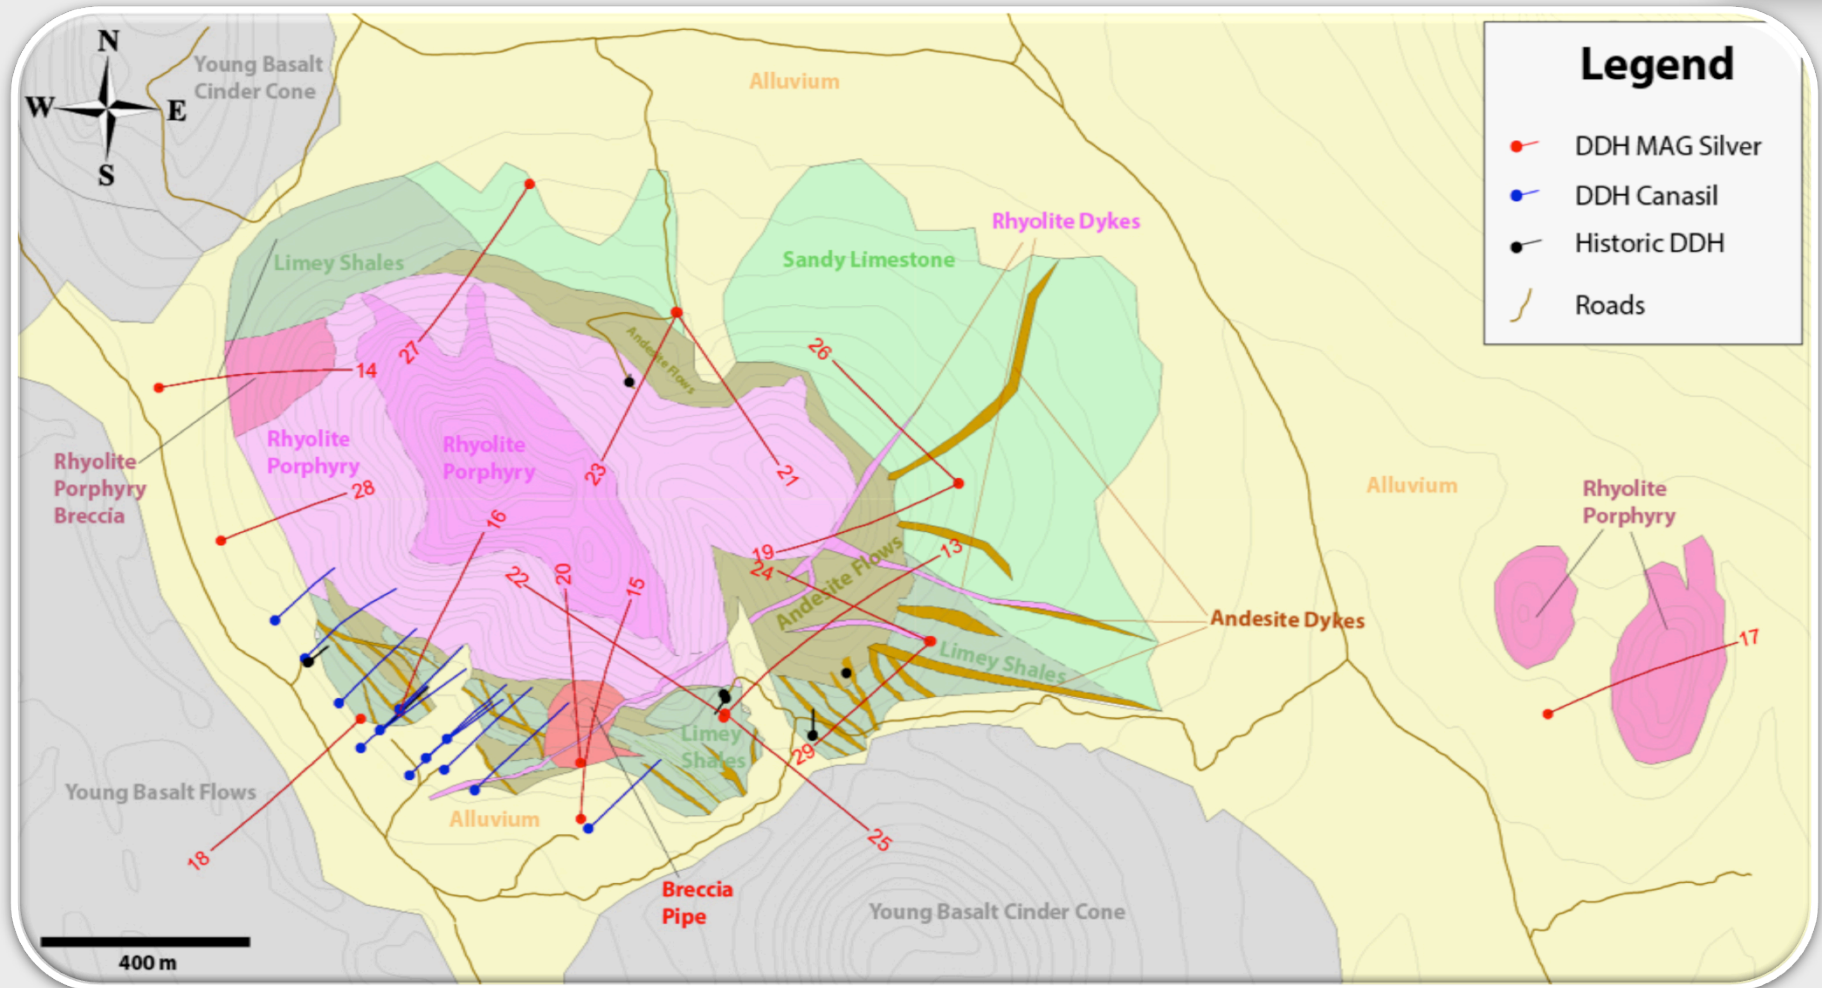 N
W
E
S
Young Basalt
Cinder Cone
Alluvium
Legend
DDH MAG Silver
DDH Canasil
Historic DDH
Roads
Rhyolite Dykes
Limey Shales
Sandy Limestone
Andesite Flows
27
14
26
Rhyolite
Porphyry
Rhyolite
Porphyry
Rhyolite
Porphyry
Breccia
23
21
28
16
Alluvium
Rhyolite
Porphyry
19
24
13
22
20
15
Andesite Flows
Andesite Dykes
17
Limey Shales
Limey
Shales
29
Young Basalt Flows
Alluvium
18
25
Breccia
Pipe
Young Basalt Cinder Cone
400 m